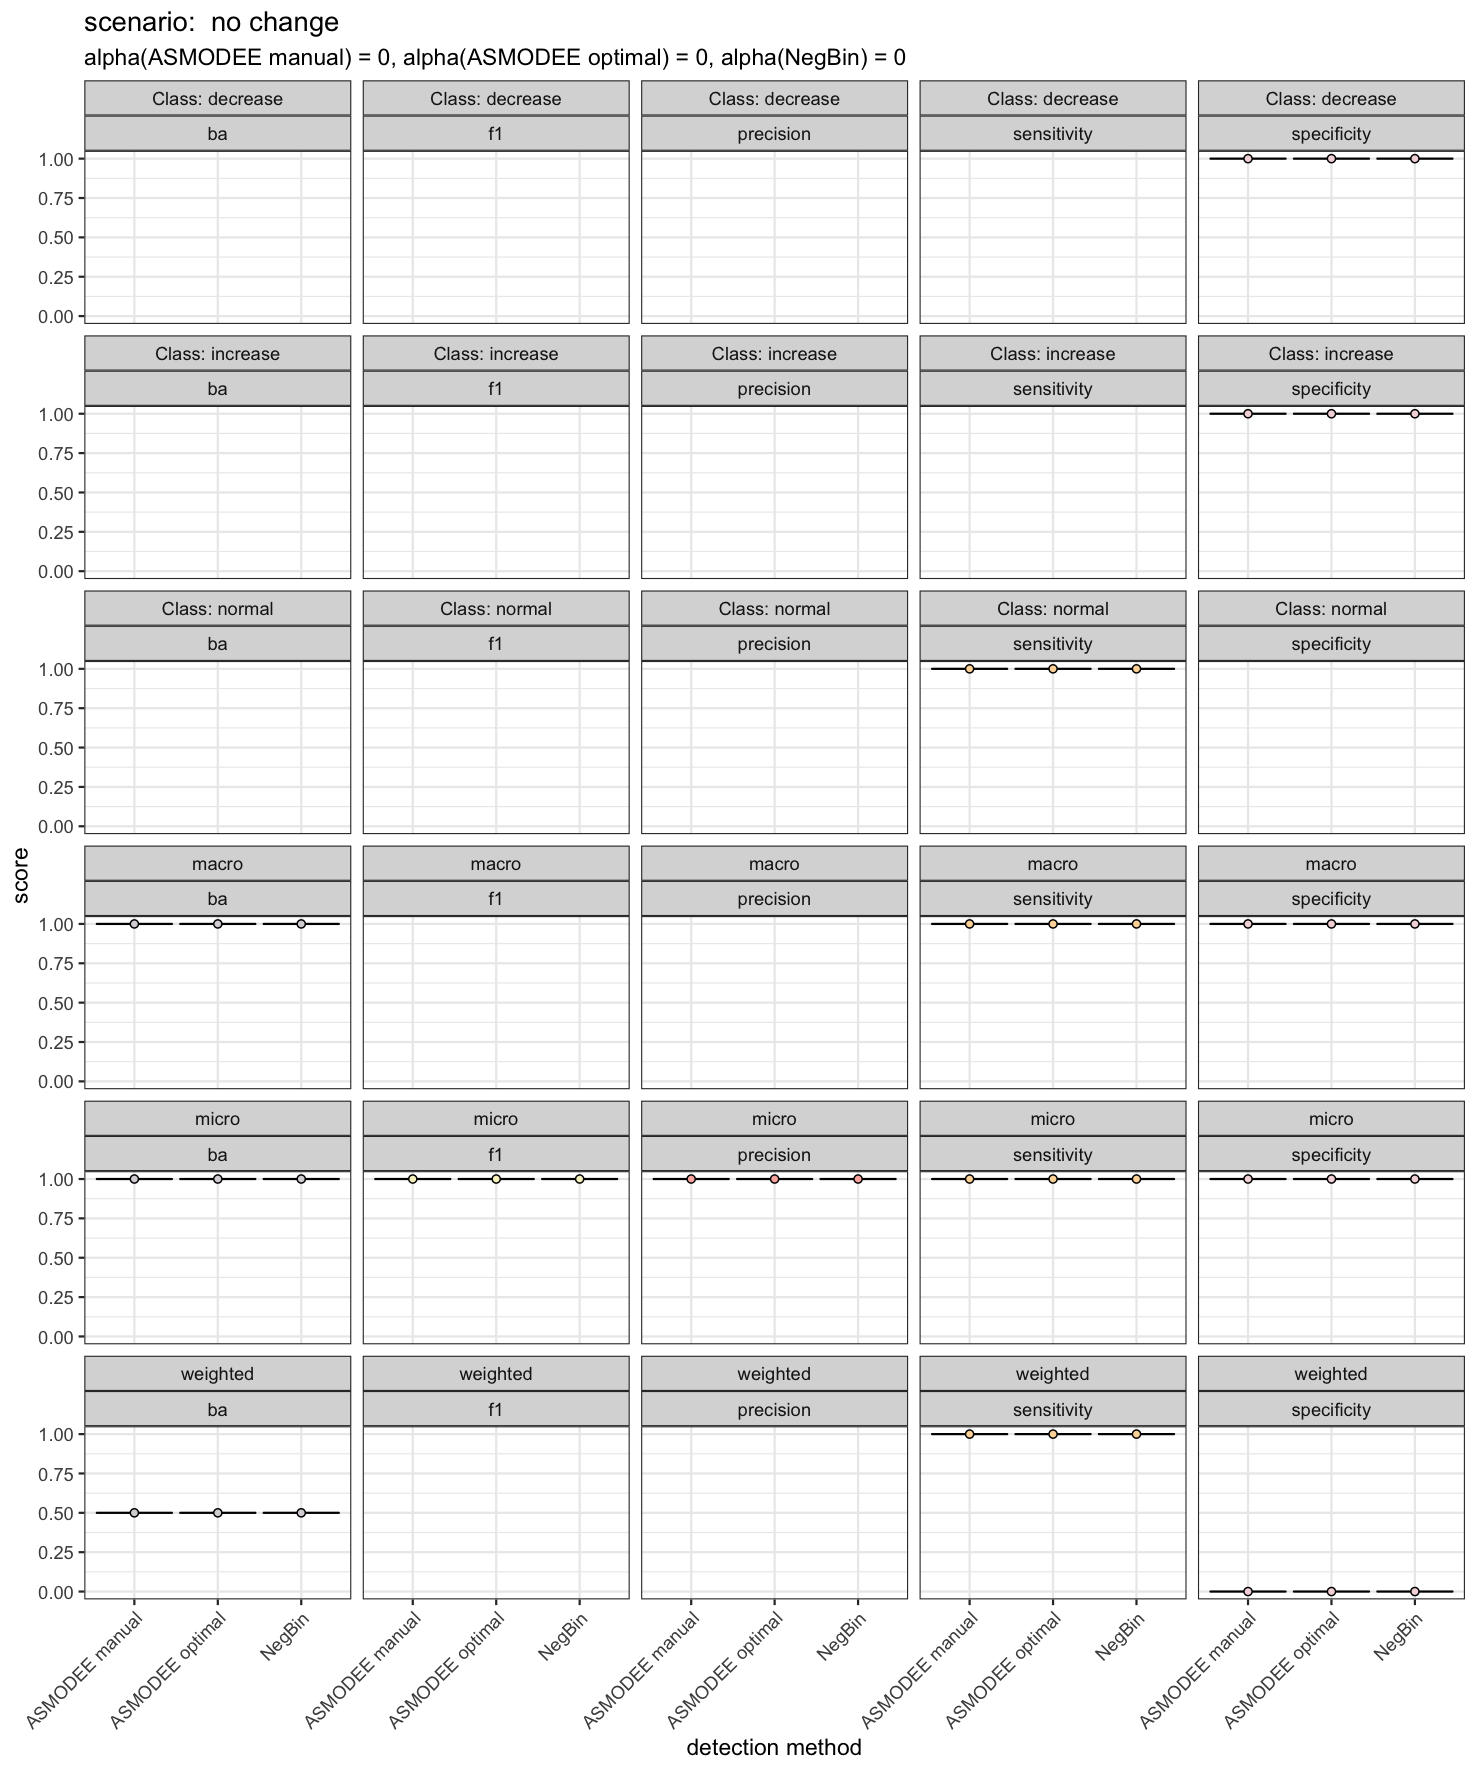 scenario:  no change
alpha(ASMODEE manual) = 0, alpha(ASMODEE optimal) = 0, alpha(NegBin) = 0
Class: decrease Class: decrease Class: decrease Class: decrease Class: decrease
ba f1 precision sensitivity specificity
1.00
0.75
0.50
0.25
0.00
Class: increase Class: increase Class: increase Class: increase Class: increase
ba f1 precision sensitivity specificity
1.00
0.75
0.50
0.25
0.00
Class: normal Class: normal Class: normal Class: normal Class: normal
ba f1 precision sensitivity specificity
1.00
0.75
0.50
0.25
0.00
score
macro macro macro macro macro
ba f1 precision sensitivity specificity
1.00
0.75
0.50
0.25
0.00
micro micro micro micro micro
ba f1 precision sensitivity specificity
1.00
0.75
0.50
0.25
0.00
weighted weighted weighted weighted weighted
ba f1 precision sensitivity specificity
1.00
0.75
0.50
0.25
0.00
ASMODEE manual ASMODEE optimal NegBin ASMODEE manual ASMODEE optimal NegBin ASMODEE manual ASMODEE optimal NegBin ASMODEE manual ASMODEE optimal NegBin ASMODEE manual ASMODEE optimal NegBin
detection method